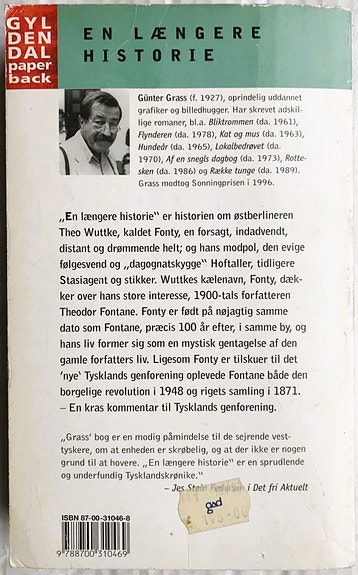 GYL
DEN
DAL
paper
back
EN LÆNGERE
HISTORIE
Günter Grass (f. 1927), oprindelig uddannet
grafiker og billedhugger. Har skrevet adskil-
lige romaner, bl.a. Bliktrommen (da. 1961),
Flynderen (da. 1978), Kat og mus (da. 1963),
Hundeår (da. 1965), Lokalbedrøvet (da.
1970), Af en snegls dagbog (da. 1973), Rotte-
sken (da. 1986) og Række tunge (da. 1989).
Grass modtog Sonningprisen i 1996.
„En længere historie“ er historien om østberlineren
Theo Wuttke, kaldet Fonty, en forsagt, indadvendt,
distant og drømmende helt; og hans modpol, den evige
følgesvend og „dagognatskygge“ Hoftaller, tidligere
Stasiagent og stikker. Wuttkes kælenavn, Fonty, dæk-
ker over hans store interesse, 1900-tals forfatteren
Theodor Fontane. Fonty er født på nøjagtig samme
dato som Fontane, præcis 100 år efter, i samme by, og
hans liv former sig som en mystisk gentagelse af den
gamle forfatters liv. Ligesom Fonty er tilskuer til det
‘nye’ Tysklands genforening oplevede Fontane både den
borgelige revolution i 1948 og rigets samling i 1871.
– En kras kommentar til Tysklands genforening.
„Grass’ bog er en modig påmindelse til de sejrende vest-
tyskere, om at enheden er skrøbelig, og at der ikke er nogen
grund til at hovere. „En længere historie“ er en sprudlende
og underfundig Tysklandskrønike.“
– Jes Stein Pedersen i Det fri Aktuelt
gad
ISBN 87-00-31046-8
9 788700 310469